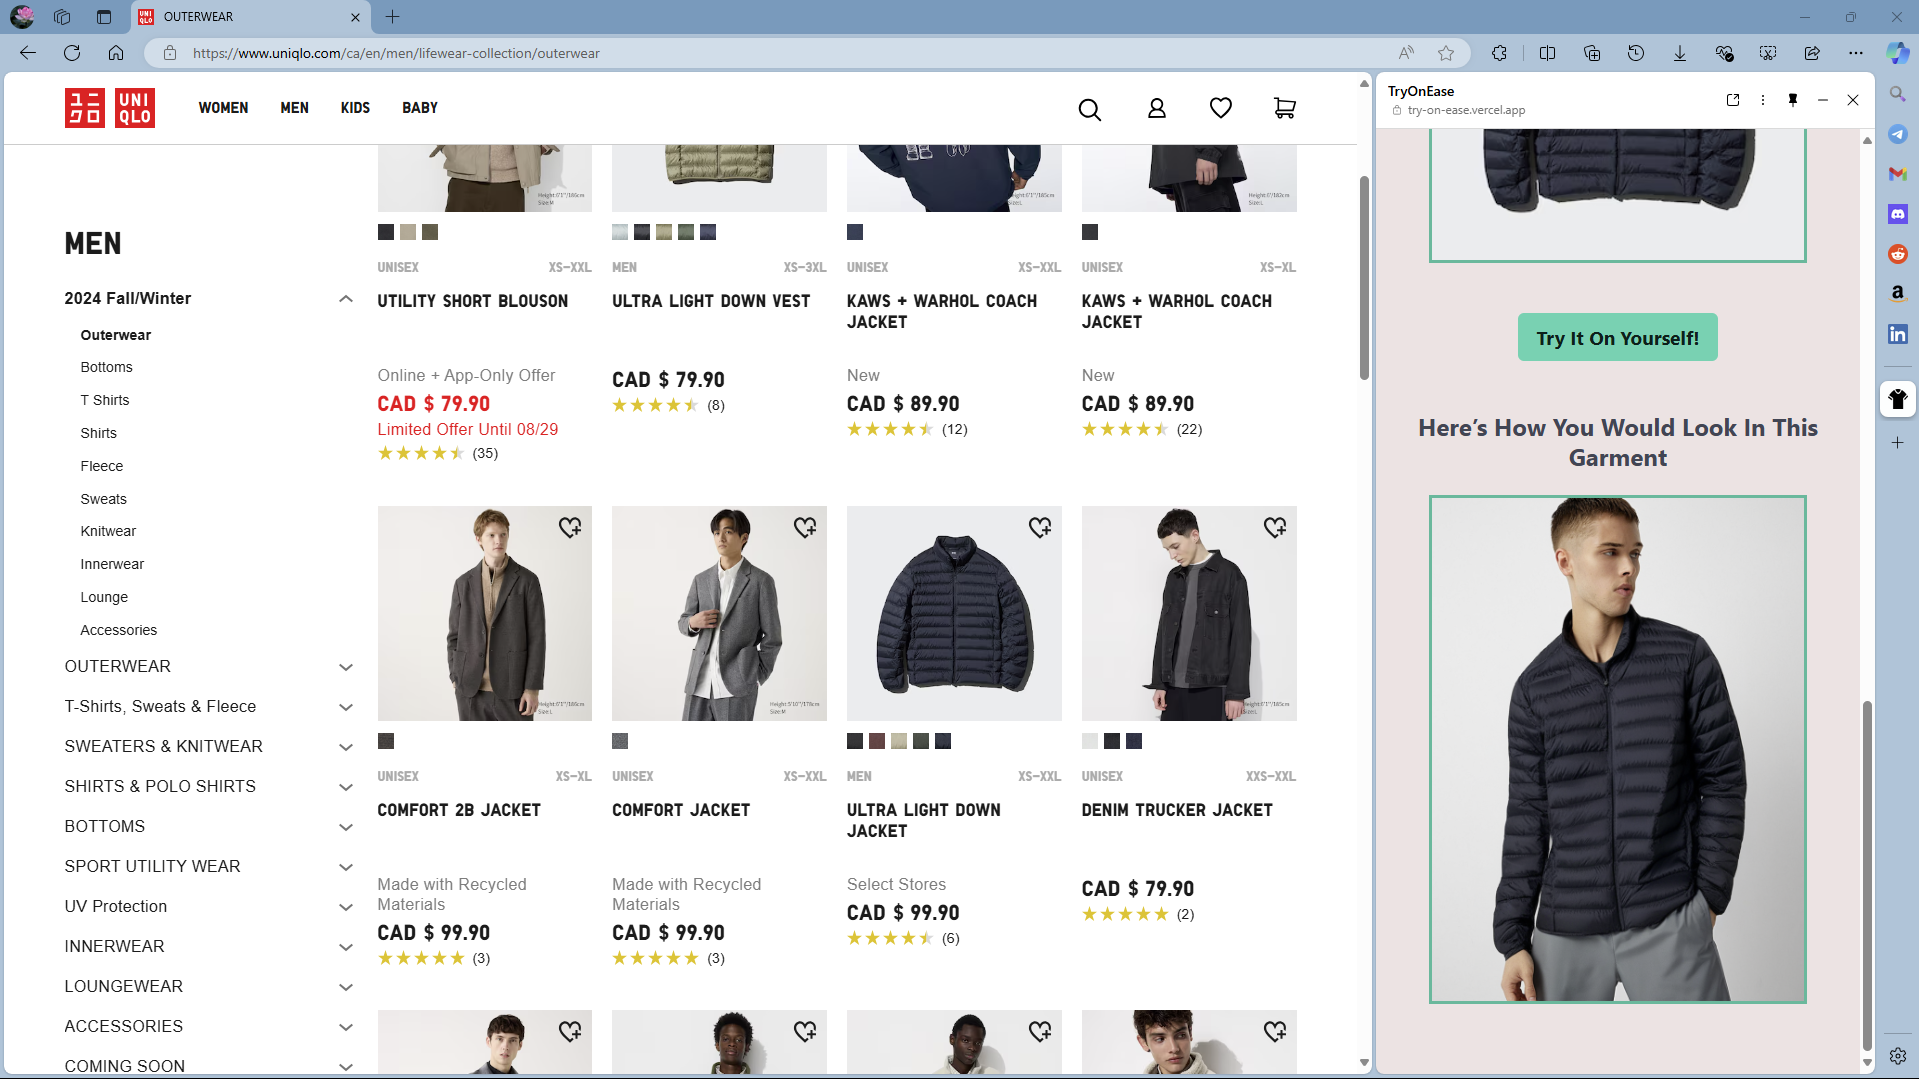 OUTERWEAR
https://www.uniqlo.com/ca/en/men/lifewear-collection/outerwear
ユニ
クロ
UNI
QLO
WOMEN
MEN
KIDS
BABY
MEN
2024 Fall/Winter
Outerwear
Bottoms
T Shirts
Shirts
Fleece
Sweats
Knitwear
Innerwear
Lounge
Accessories
OUTERWEAR
T-Shirts, Sweats & Fleece
SWEATERS & KNITWEAR
SHIRTS & POLO SHIRTS
BOTTOMS
SPORT UTILITY WEAR
UV Protection
INNERWEAR
LOUNGEWEAR
ACCESSORIES
COMING SOON
Height:6'1"/186cm
Size:M
UNISEX XS-XXL
UTILITY SHORT BLOUSON
Online + App-Only Offer
CAD $ 79.90
Limited Offer Until 08/29
(35)
MEN XS-3XL
ULTRA LIGHT DOWN VEST
CAD $ 79.90
(8)
UNISEX XS-XXL
KAWS + WARHOL COACH
JACKET
New
CAD $ 89.90
(12)
UNISEX XS-XL
KAWS + WARHOL COACH
JACKET
New
CAD $ 89.90
(22)
UNISEX XS-XL
COMFORT 2B JACKET
Made with Recycled
Materials
CAD $ 99.90
(3)
UNISEX XS-XXL
COMFORT JACKET
Made with Recycled
Materials
CAD $ 99.90
(3)
MEN XS-XXL
ULTRA LIGHT DOWN
JACKET
Select Stores
CAD $ 99.90
(6)
UNISEX XXS-XXL
DENIM TRUCKER JACKET
CAD $ 79.90
(2)
TryOnEase
try-on-ease.vercel.app
Try It On Yourself!
Here's How You Would Look In This
Garment